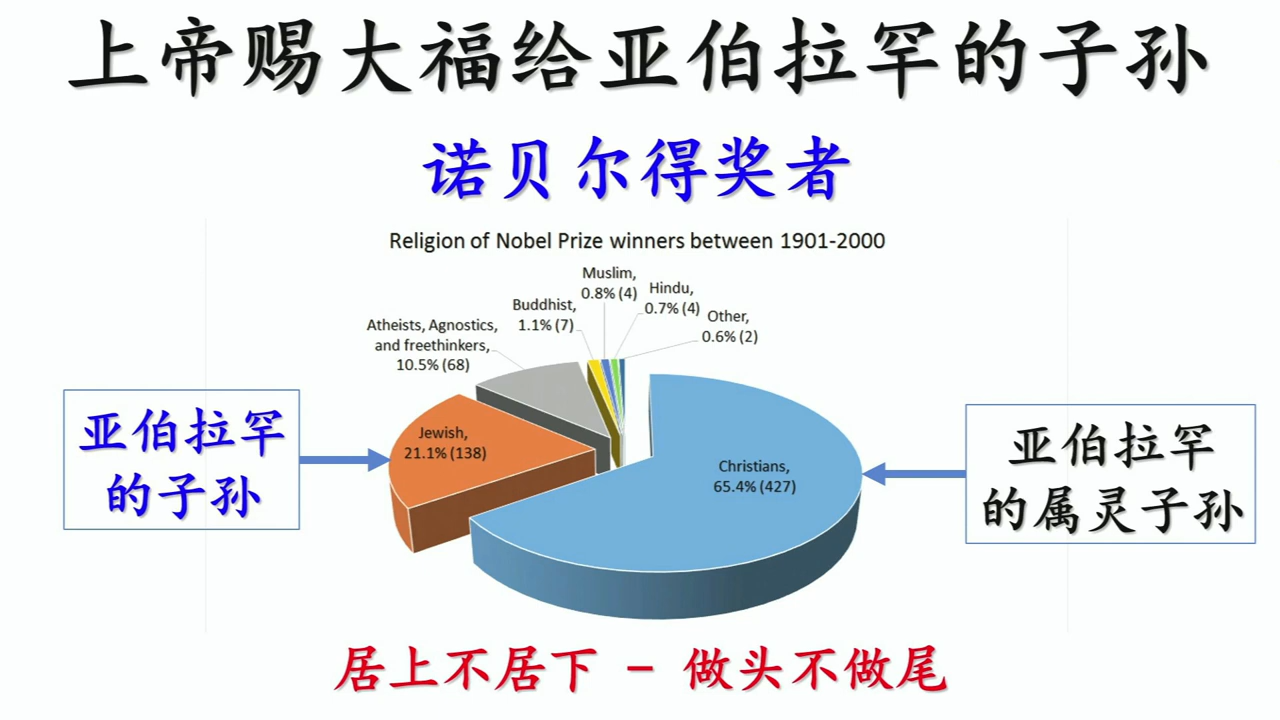 上帝赐大福给亚伯拉罕的子孙
诺贝尔得奖者
Religion of Nobel Prize winners between 1901-2000
Muslim,
0.8% (4)
Hindu,
0.7% (4)
Buddhist,
1.1% (7)
Other,
0.6% (2)
Atheists, Agnostics,
and freethinkers,
10.5% (68)
Jewish,
21.1% (138)
Christians,
65.4% (427)
亚伯拉罕
的子孙
亚伯拉罕
的属灵子孙
居上不居下 - 做头不做尾